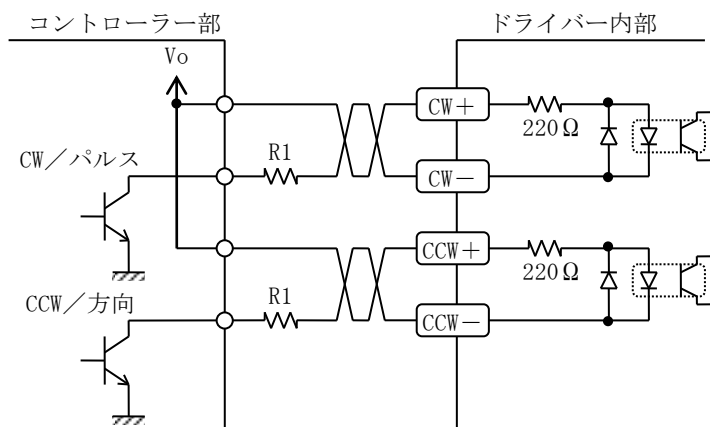 コントローラー部
ドライバー内部
Vo
CW+
220Ω
CW／パルス
R1
CW−
CCW+
220Ω
CCW／方向
R1
CCW−